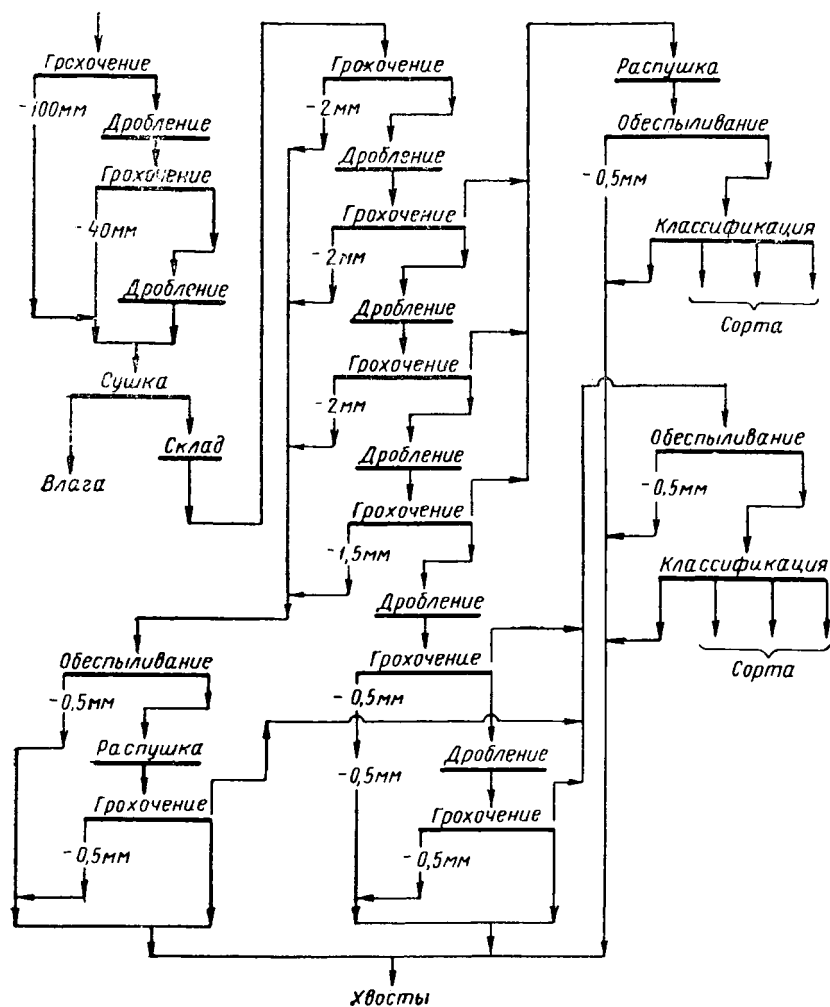 Грохочение
-100мм
Дробление
Грохочение
-40мм
Дробление
Сушка
Влага
Склад
Грохочение
-2мм
Дробление
Грохочение
-2мм
Дробление
Грохочение
-2мм
Дробление
Грохочение
-1,5мм
Дробление
Грохочение
-0,5мм
-0,5мм
Дробление
Грохочение
-0,5мм
Обеспыливание
-0,5мм
Распушка
Грохочение
-0,5мм
Распушка
Обеспыливание
-0,5мм
Классификация
Сорта
Обеспыливание
-0,5мм
Классификация
Сорта
Хвосты